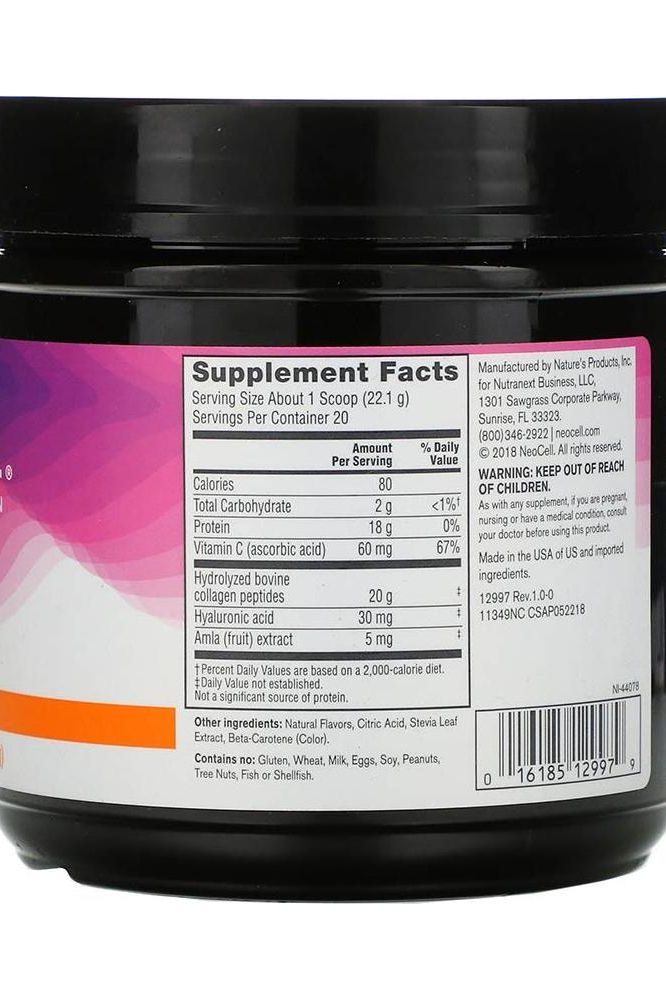 Supplement Facts
Serving Size About 1 Scoop (22.1 g)
Servings Per Container 20
Amount Per Serving % Daily Value
Calories 80
Total Carbohydrate 2 g <1%†
Protein 18 g 0%
Vitamin C (ascorbic acid) 60 mg 67%
Hydrolyzed bovine
collagen peptides 20 g ‡
Hyaluronic acid 30 mg ‡
Amla (fruit) extract 5 mg ‡
†Percent Daily Values are based on a 2,000-calorie diet.
‡Daily Value not established.
Not a significant source of protein.
Other ingredients: Natural Flavors, Citric Acid, Stevia Leaf
Extract, Beta-Carotene (Color).
Contains no: Gluten, Wheat, Milk, Eggs, Soy, Peanuts,
Tree Nuts, Fish or Shellfish.
Manufactured by Nature's Products, Inc.
for Nutranext Business, LLC,
1301 Sawgrass Corporate Parkway,
Sunrise, FL 33323.
(800) 346-2922 | neocell.com
© 2018 NeoCell. All rights reserved.
WARNING: KEEP OUT OF REACH
OF CHILDREN.
As with any supplement, if you are pregnant,
nursing or have a medical condition, consult
your doctor before using this product.
Made in the USA of US and imported
ingredients.
12997 Rev.1.0-0
11349NC CSAP052218
NI-44078
0 16185 12997 9